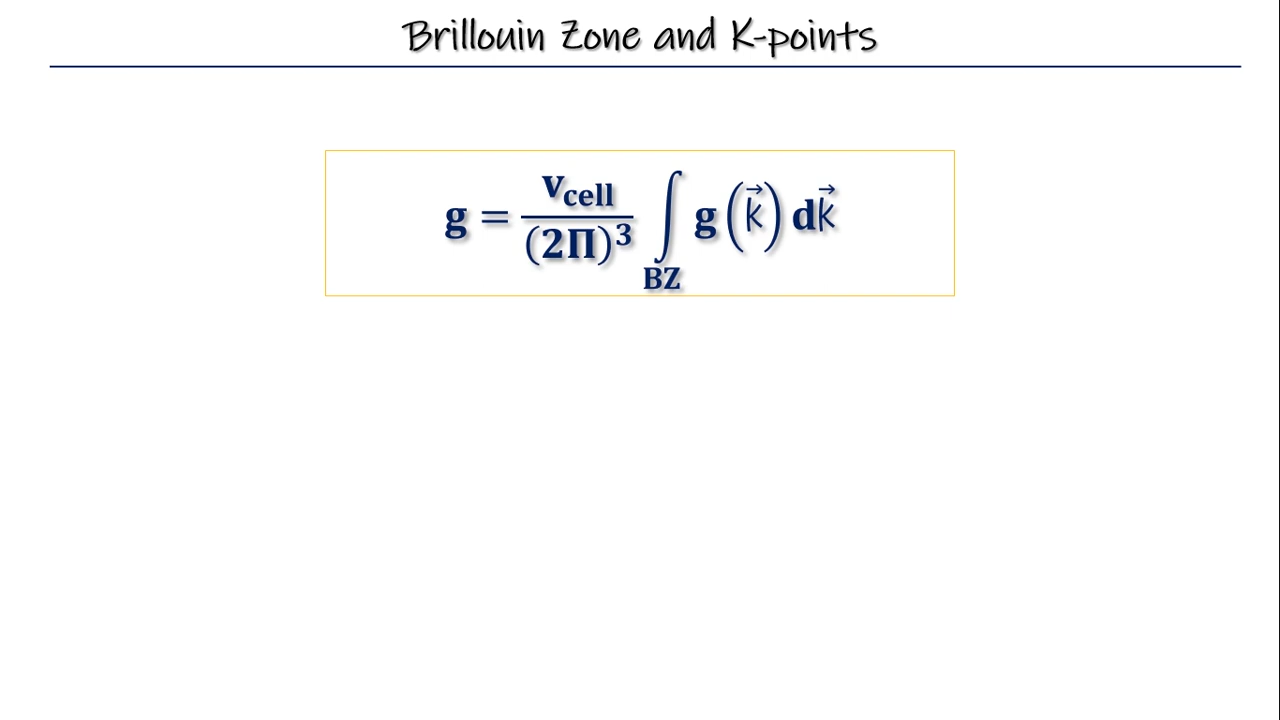 Brillouin Zone and K-points
g = v_cell/(2Π)³ ∫_BZ g(k⃗) dk⃗